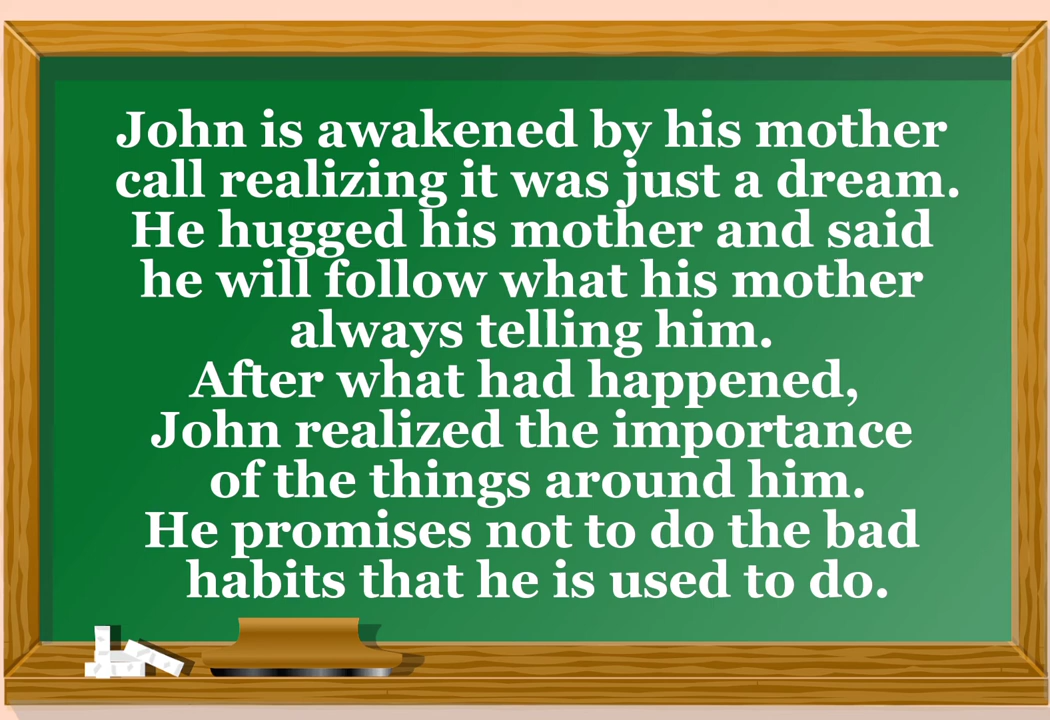 John is awakened by his mother
call realizing it was just a dream.
He hugged his mother and said
he will follow what his mother
always telling him.
After what had happened,
John realized the importance
of the things around him.
He promises not to do the bad
habits that he is used to do.